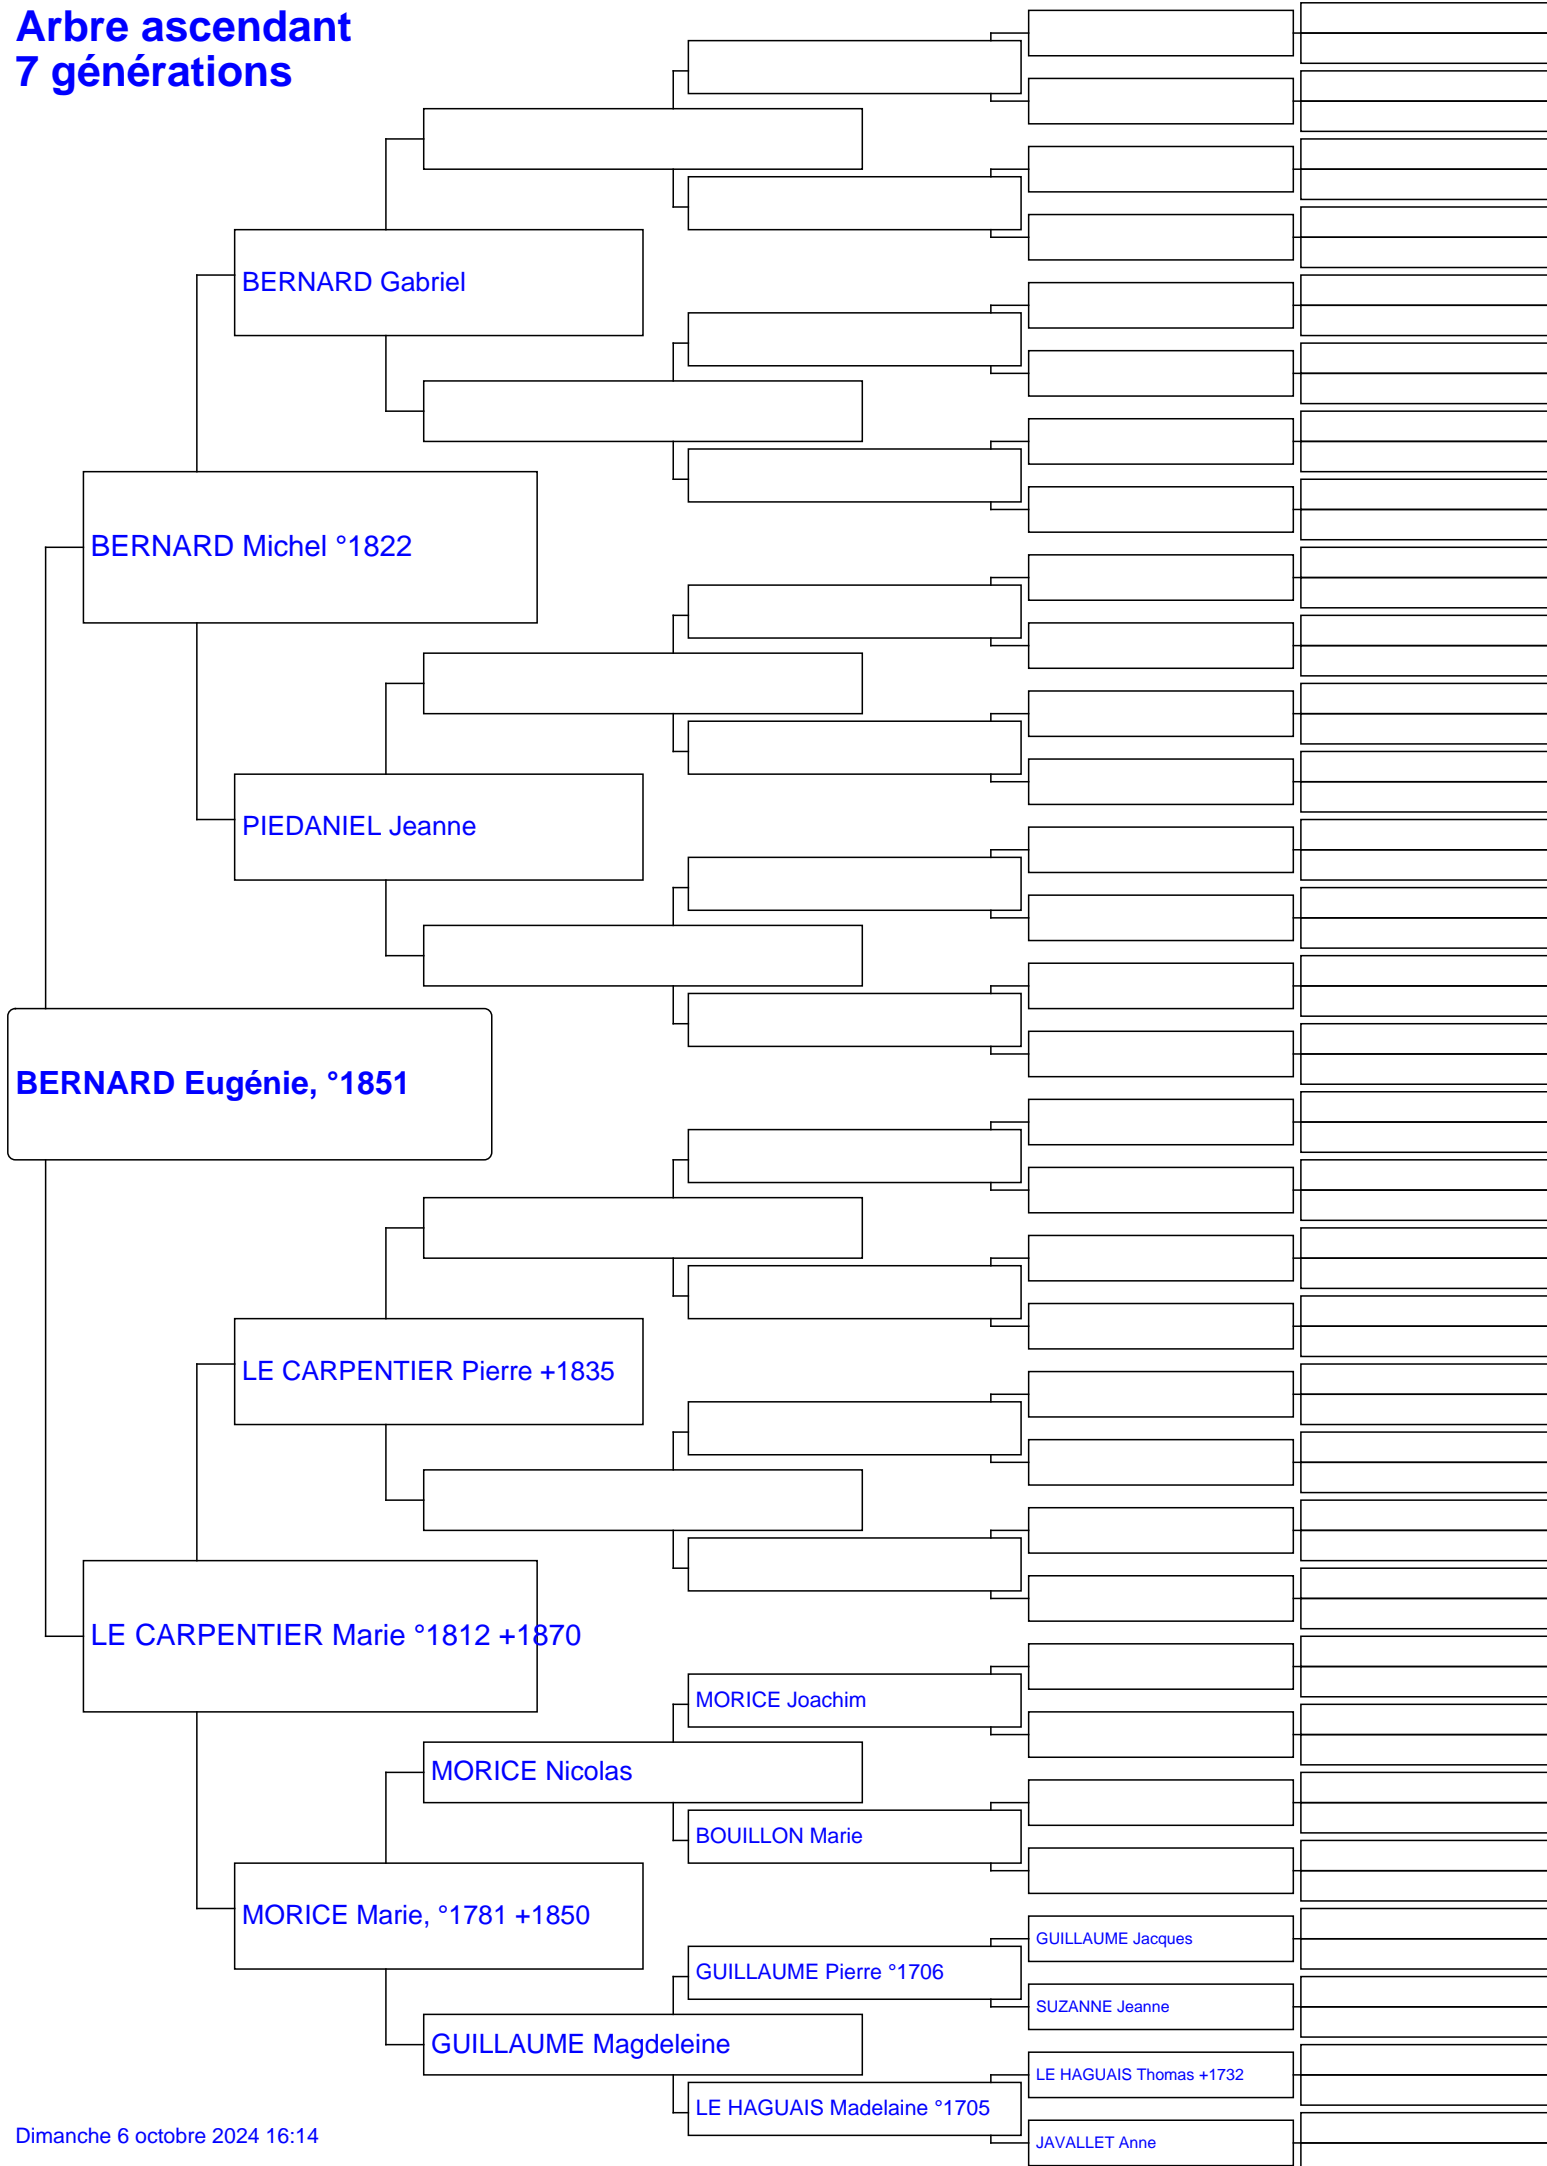 Arbre ascendant
7 générations
BERNARD Gabriel
BERNARD Michel °1822
PIEDANIEL Jeanne
BERNARD Eugénie, °1851
LE CARPENTIER Pierre +1835
LE CARPENTIER Marie °1812 +1870
MORICE Joachim
MORICE Nicolas
BOUILLON Marie
MORICE Marie, °1781 +1850
GUILLAUME Jacques
GUILLAUME Pierre °1706
SUZANNE Jeanne
GUILLAUME Magdeleine
LE HAGUAIS Thomas +1732
LE HAGUAIS Madelaine °1705
JAVALLET Anne
Dimanche 6 octobre 2024 16:14